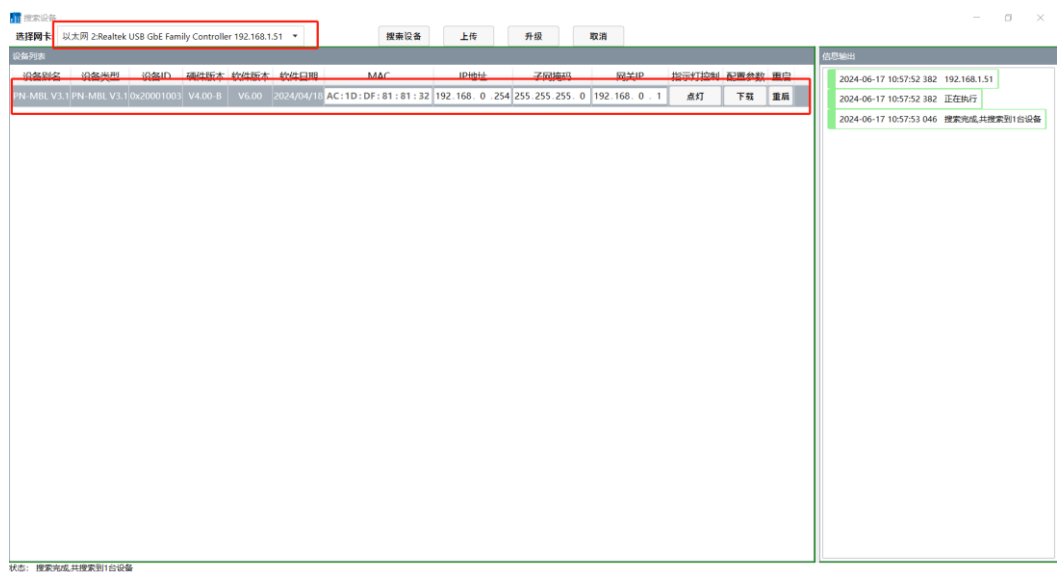 搜索设备
选择网卡 以太网 2:Realtek USB GbE Family Controller 192.168.1.51 搜索设备 上传 升级 取消
设备列表 信息输出
设备别名 设备类型 设备ID 硬件版本 软件版本 软件日期 MAC IP地址 子网掩码 网关IP 指示灯控制 配置参数 重启
PN-MBL V3.1 PN-MBL V3.1 0x20001003 V4.00-B V6.00 2024/04/18 AC:1D:DF:81:81:32 192.168. 0 .254 255.255.255. 0 192.168. 0 . 1 点灯 下载 重启
2024-06-17 10:57:52 382 192.168.1.51
2024-06-17 10:57:52 382 正在执行
2024-06-17 10:57:53 046 搜索完成,共搜索到1台设备
状态: 搜索完成,共搜索到1台设备